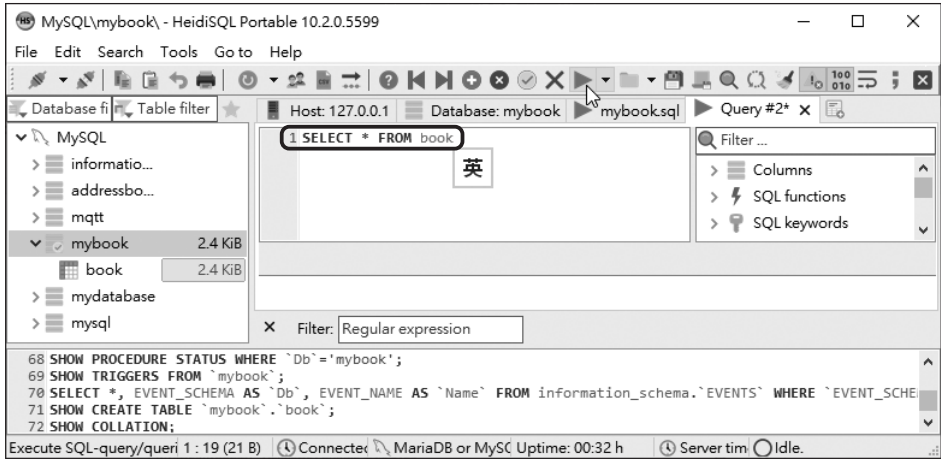 MySQL\mybook\ - HeidiSQL Portable 10.2.0.5599
File Edit Search Tools Go to Help
Database fi Table filter
Host: 127.0.0.1 Database: mybook mybook.sql Query #2*
MySQL
informatio...
addressbo...
mqtt
mybook 2.4 KiB
book 2.4 KiB
mydatabase
mysql
1 SELECT * FROM book
英
Filter ...
Columns
SQL functions
SQL keywords
Filter: Regular expression
68 SHOW PROCEDURE STATUS WHERE `Db`='mybook';
69 SHOW TRIGGERS FROM `mybook`;
70 SELECT *, EVENT_SCHEMA AS `Db`, EVENT_NAME AS `Name` FROM information_schema.`EVENTS` WHERE `EVENT_SCHE
71 SHOW CREATE TABLE `mybook`.`book`;
72 SHOW COLLATION;
Execute SQL-query/queri 1 : 19 (21 B) Connected MariaDB or MySQ Uptime: 00:32 h Server tim Idle.